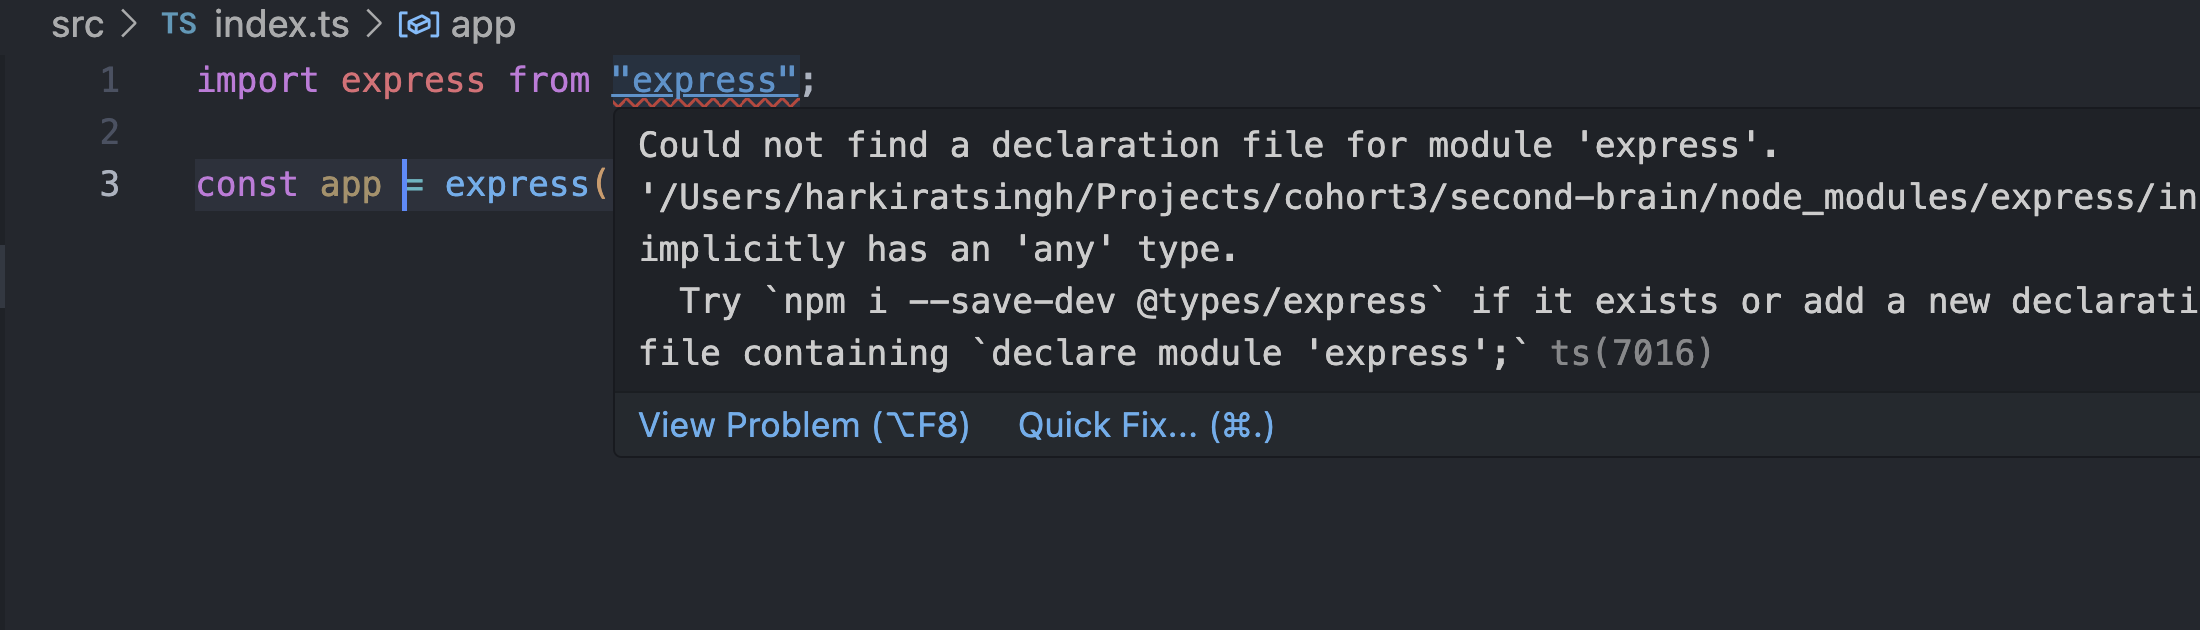 src > TS index.ts > app
1 import express from "express";
2
3 const app = express(
Could not find a declaration file for module 'express'.
'/Users/harkiratsingh/Projects/cohort3/second-brain/node_modules/express/in
implicitly has an 'any' type.
Try `npm i --save-dev @types/express` if it exists or add a new declarati
file containing `declare module 'express';` ts(7016)
View Problem (⌥F8) Quick Fix... (⌘.)